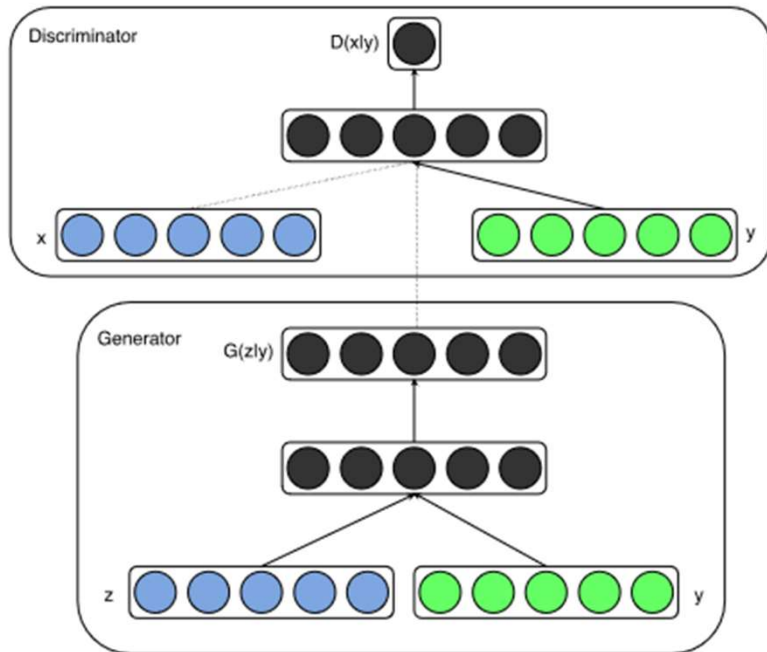 Discriminator
D(x|y)
x
y
Generator
G(z|y)
z
y